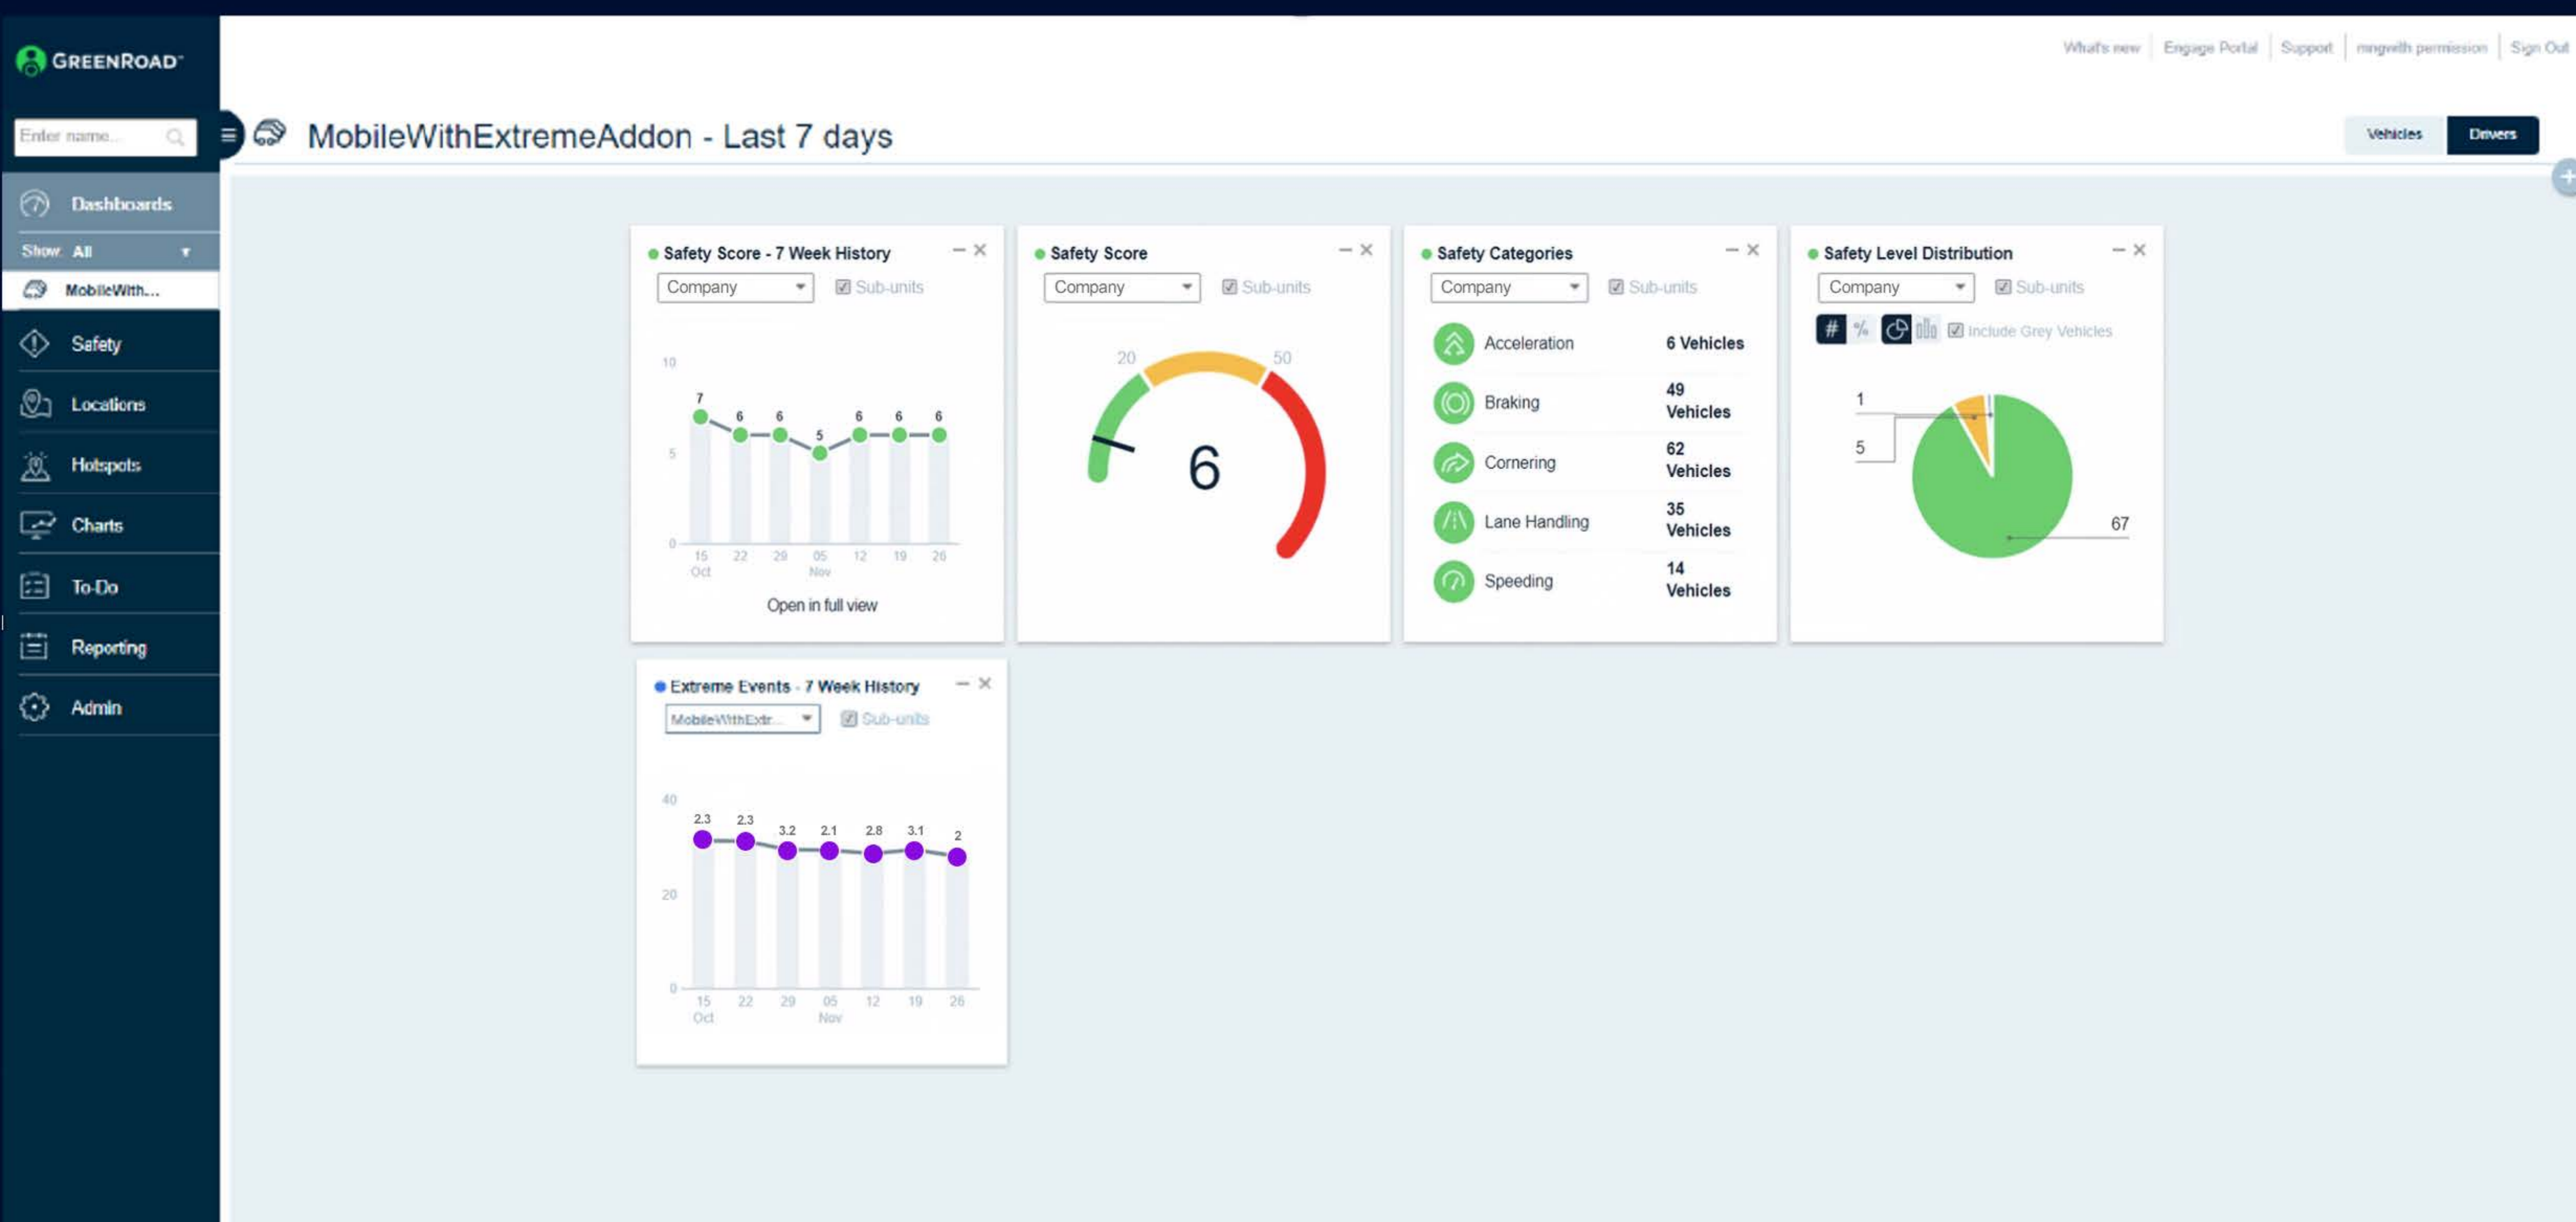 GREENROAD
What's new Engage Portal Support mngwith permission Sign Out
Enter name...
MobileWithExtremeAddon - Last 7 days
Vehicles Drivers
Dashboards
Show: All
MobileWith...
Safety
Locations
Hotspots
Charts
To-Do
Reporting
Admin
Safety Score - 7 Week History
Company Sub-units
10
5
0
7 6 6 5 6 6 6
15 22 29 05 12 19 26
Oct Nov
Open in full view
Safety Score
Company Sub-units
20 50
6
Safety Categories
Company Sub-units
Acceleration 6 Vehicles
Braking 49
Vehicles
Cornering 62
Vehicles
Lane Handling 35
Vehicles
Speeding 14
Vehicles
Safety Level Distribution
Company Sub-units
# % Include Grey Vehicles
1
5
67
Extreme Events - 7 Week History
MobileWithExtr... Sub-units
40
20
0
2.3 2.3 3.2 2.1 2.8 3.1 2
15 22 29 05 12 19 26
Oct Nov